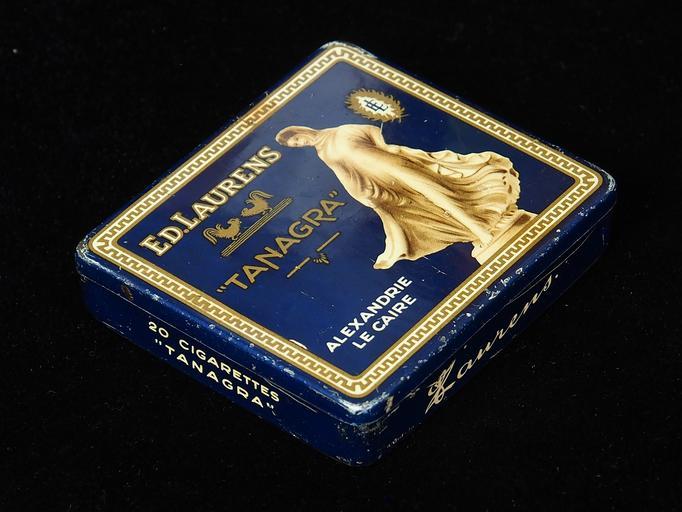 ED. LAURENS
"TANAGRA"
ALEXANDRIE
LE CAIRE
20 CIGARETTES
"TANAGRA"
Laurens.